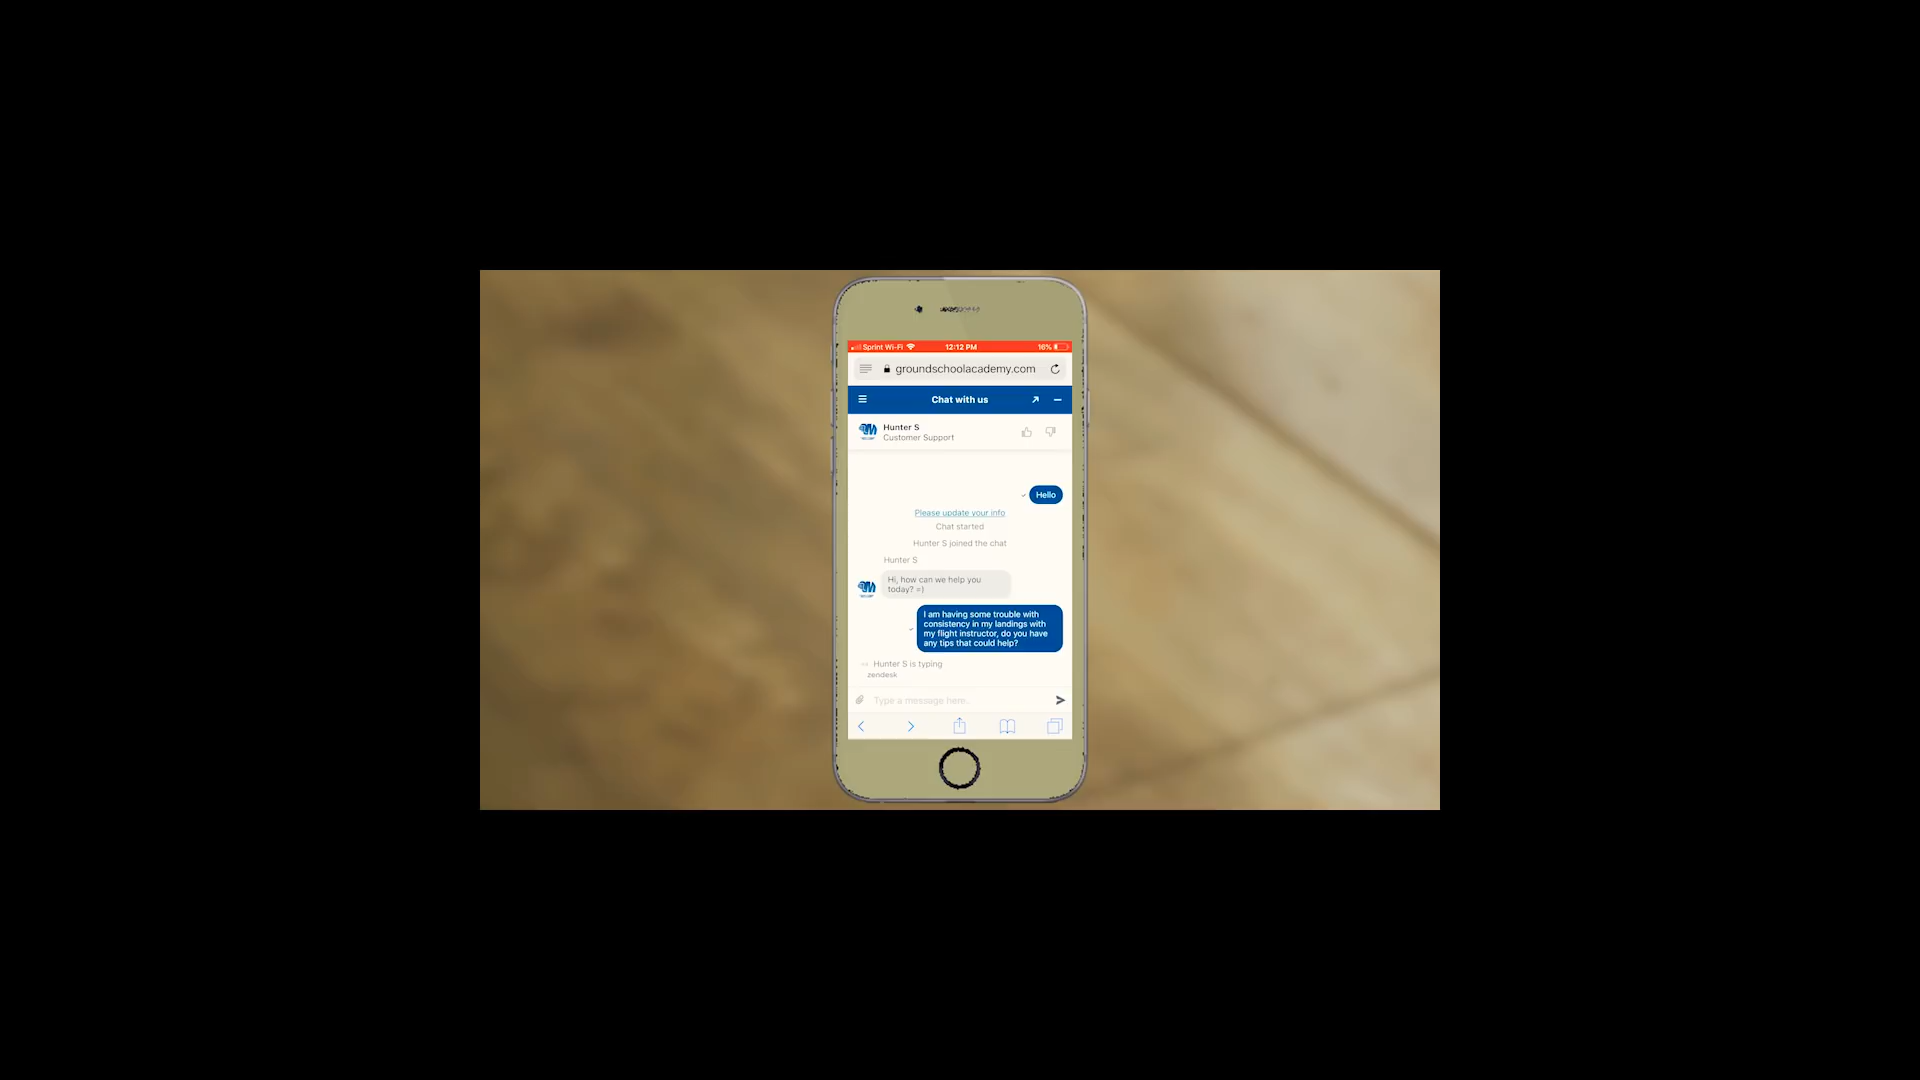 Sprint Wi-Fi 12:12 PM 16%
groundschoolacademy.com
Chat with us
Hunter S
Customer Support
Hello
Please update your info
Chat started
Hunter S joined the chat
Hunter S
Hi, how can we help you
today? =)
I am having some trouble with
consistency in my landings with
my flight instructor, do you have
any tips that could help?
Hunter S is typing
zendesk
Type a message here..